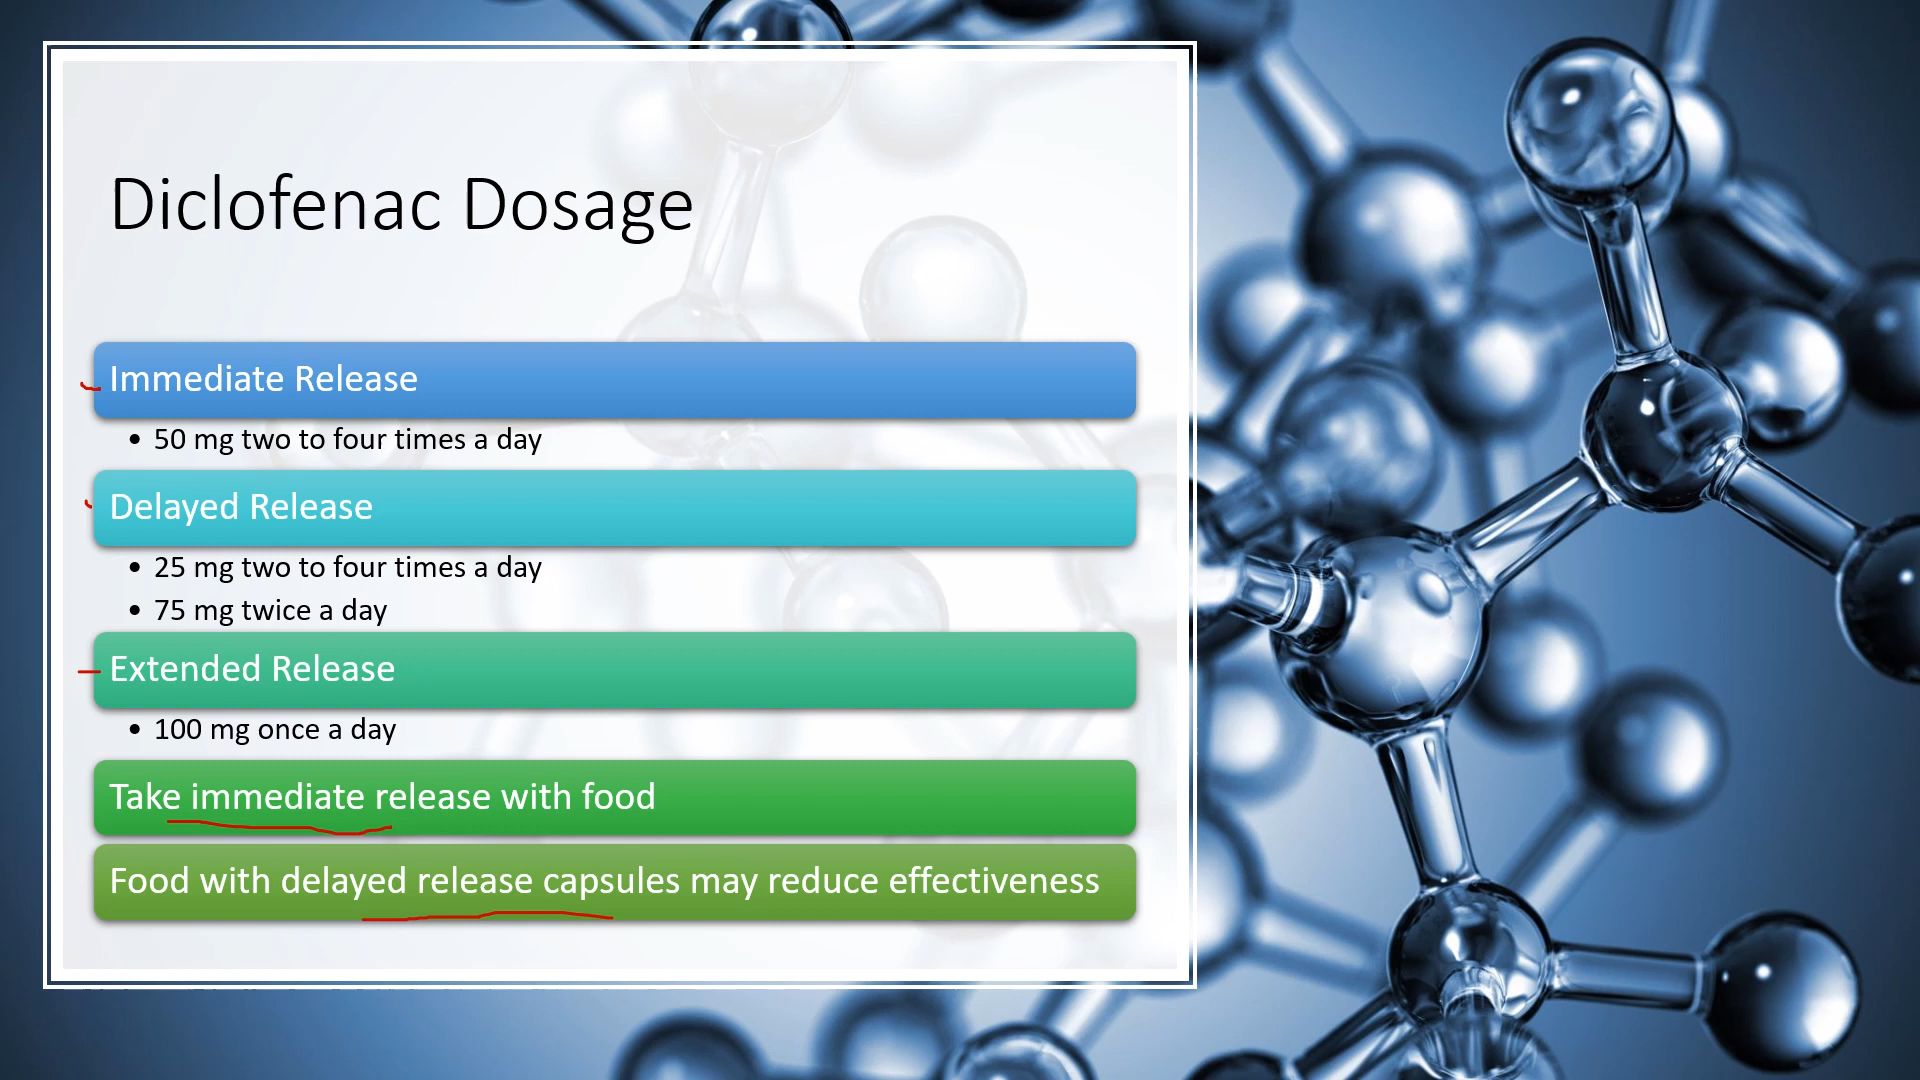 Diclofenac Dosage
Immediate Release
• 50 mg two to four times a day
Delayed Release
• 25 mg two to four times a day
• 75 mg twice a day
Extended Release
• 100 mg once a day
Take immediate release with food
Food with delayed release capsules may reduce effectiveness